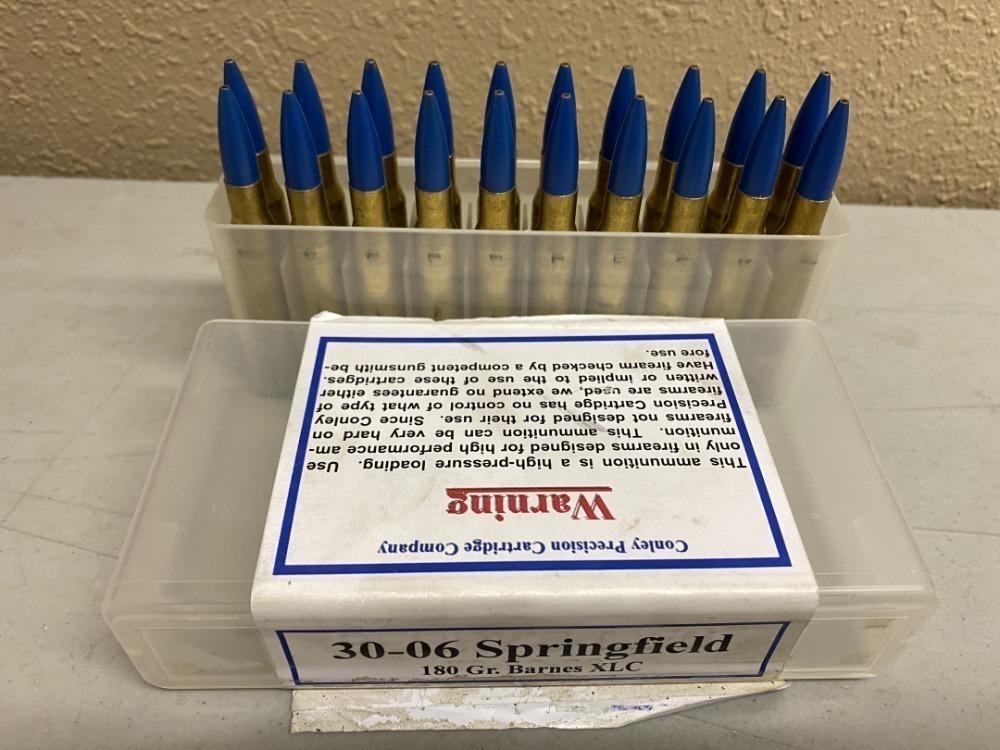 Conley Precision Cartridge Company
Warning
This ammunition is a high-pressure loading. Use
only in firearms designed for high performance am-
munition. This ammunition can be very hard on
firearms not designed for their use. Since Conley
Precision Cartridge has no control of what type of
firearms are used, we extend no guarantees either
written or implied to the use of these cartridges.
Have firearm checked by a competent gunsmith be-
fore use.
30-06 Springfield
180 Gr. Barnes XLC